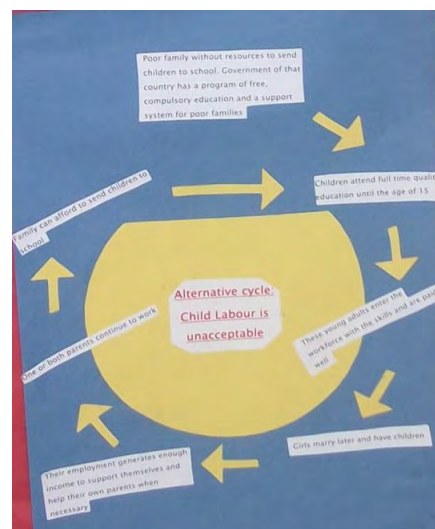 Poor family without resources to send
children to school. Government of that
country has a program of free,
compulsory education and a support
system for poor families
Children attend full time quality
education until the age of 15
These young adults enter the
workforce with the skills and are paid
well
Girls marry later and have children
Their employment generates enough
income to support themselves and
help their own parents when
necessary
One or both parents continue to work
Family can afford to send children to
school
Alternative cycle:
Child Labour is
unacceptable